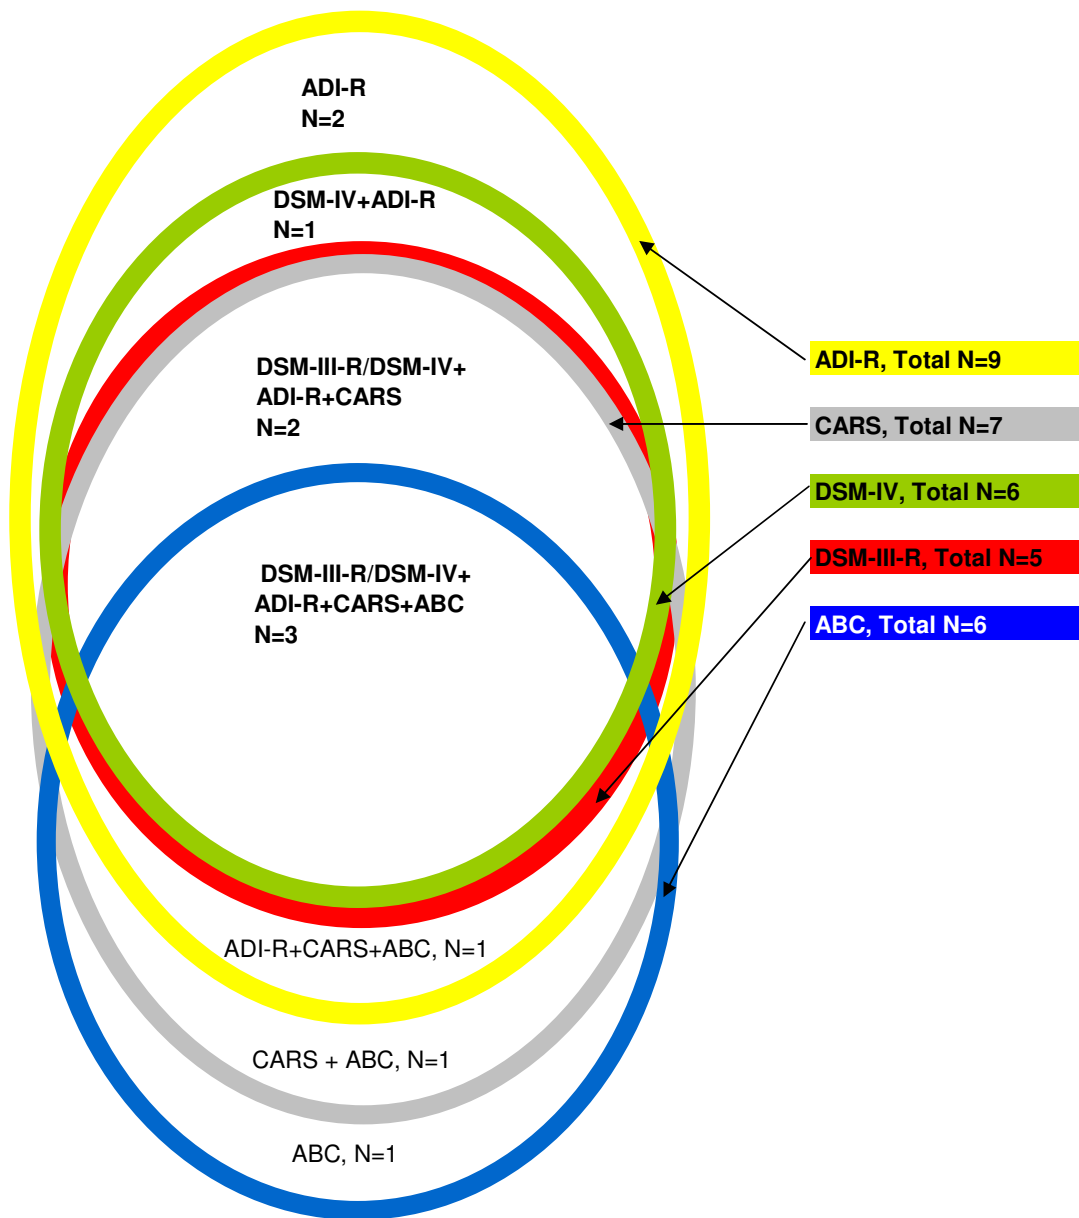 ADI-R
N=2
DSM-IV+ADI-R
N=1
DSM-III-R/DSM-IV+
ADI-R+CARS
N=2
DSM-III-R/DSM-IV+
ADI-R+CARS+ABC
N=3
ADI-R+CARS+ABC, N=1
CARS + ABC, N=1
ABC, N=1
ADI-R, Total N=9
CARS, Total N=7
DSM-IV, Total N=6
DSM-III-R, Total N=5
ABC, Total N=6